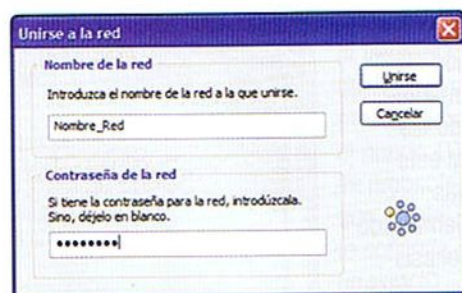 Unirse a la red
Nombre de la red
Introduzca el nombre de la red a la que unirse.
Nombre_Red
Unirse
Cancelar
Contraseña de la red
Si tiene la contraseña para la red, introdúzcala.
Sino, déjelo en blanco.
••••••••